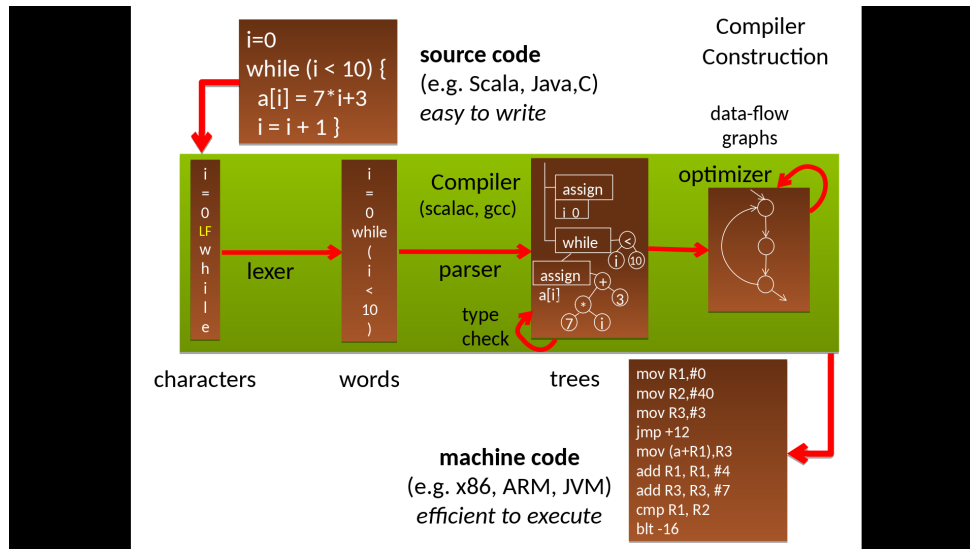 i=0
while (i < 10) {
a[i] = 7*i+3
i = i + 1 }
source code
(e.g. Scala, Java,C)
easy to write
Compiler
Construction
data-flow
graphs
i
=
0
LF
w
h
i
l
e
lexer
i
=
0
while
(
i
<
10
)
Compiler
(scalac, gcc)
parser
type
check
assign
i 0
while
<
i
10
assign
a[i]
+
3
*
7
i
optimizer
characters
words
trees
machine code
(e.g. x86, ARM, JVM)
efficient to execute
mov R1,#0
mov R2,#40
mov R3,#3
jmp +12
mov (a+R1),R3
add R1, R1, #4
add R3, R3, #7
cmp R1, R2
blt -16